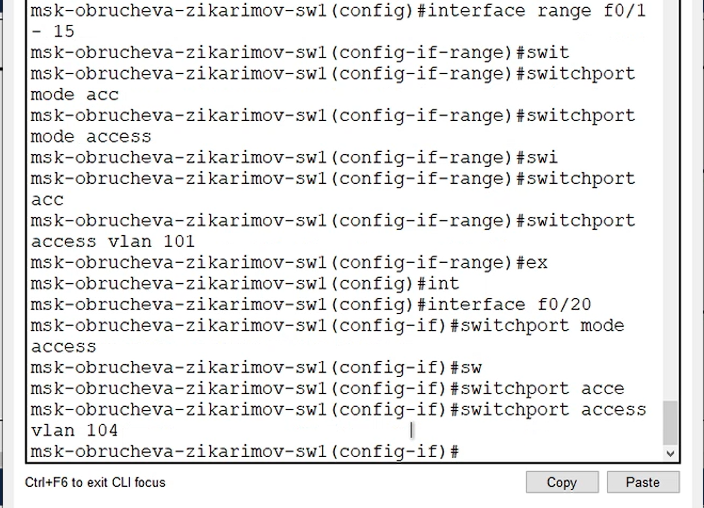 msk-obrucheva-zikarimov-sw1(config)#interface range f0/1
- 15
msk-obrucheva-zikarimov-sw1(config-if-range)#swit
msk-obrucheva-zikarimov-sw1(config-if-range)#switchport
mode acc
msk-obrucheva-zikarimov-sw1(config-if-range)#switchport
mode access
msk-obrucheva-zikarimov-sw1(config-if-range)#swi
msk-obrucheva-zikarimov-sw1(config-if-range)#switchport
acc
msk-obrucheva-zikarimov-sw1(config-if-range)#switchport
access vlan 101
msk-obrucheva-zikarimov-sw1(config-if-range)#ex
msk-obrucheva-zikarimov-sw1(config)#int
msk-obrucheva-zikarimov-sw1(config)#interface f0/20
msk-obrucheva-zikarimov-sw1(config-if)#switchport mode
access
msk-obrucheva-zikarimov-sw1(config-if)#sw
msk-obrucheva-zikarimov-sw1(config-if)#switchport acce
msk-obrucheva-zikarimov-sw1(config-if)#switchport access
vlan 104
msk-obrucheva-zikarimov-sw1(config-if)#
Ctrl+F6 to exit CLI focus
Copy
Paste